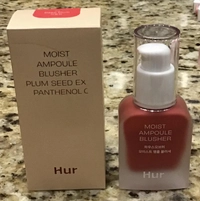 MOIST
AMPOULE
BLUSHER
PLUM SEED EX.
PANTHENOL
Hur
MOIST
AMPOULE
BLUSHER
Hur